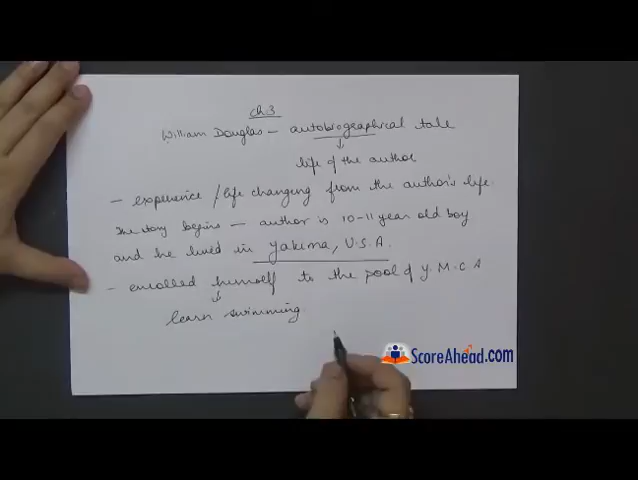 Ch 3
William Douglas - autobiographical tale
↓
life of the author
- experience / life changing from the author's life.
The story begins - author is 10-11 year old boy
and he lived in Yakima, U.S.A.
- enrolled himself to the pool of Y.M.C A
↓
learn swimming.
ScoreAhead.com